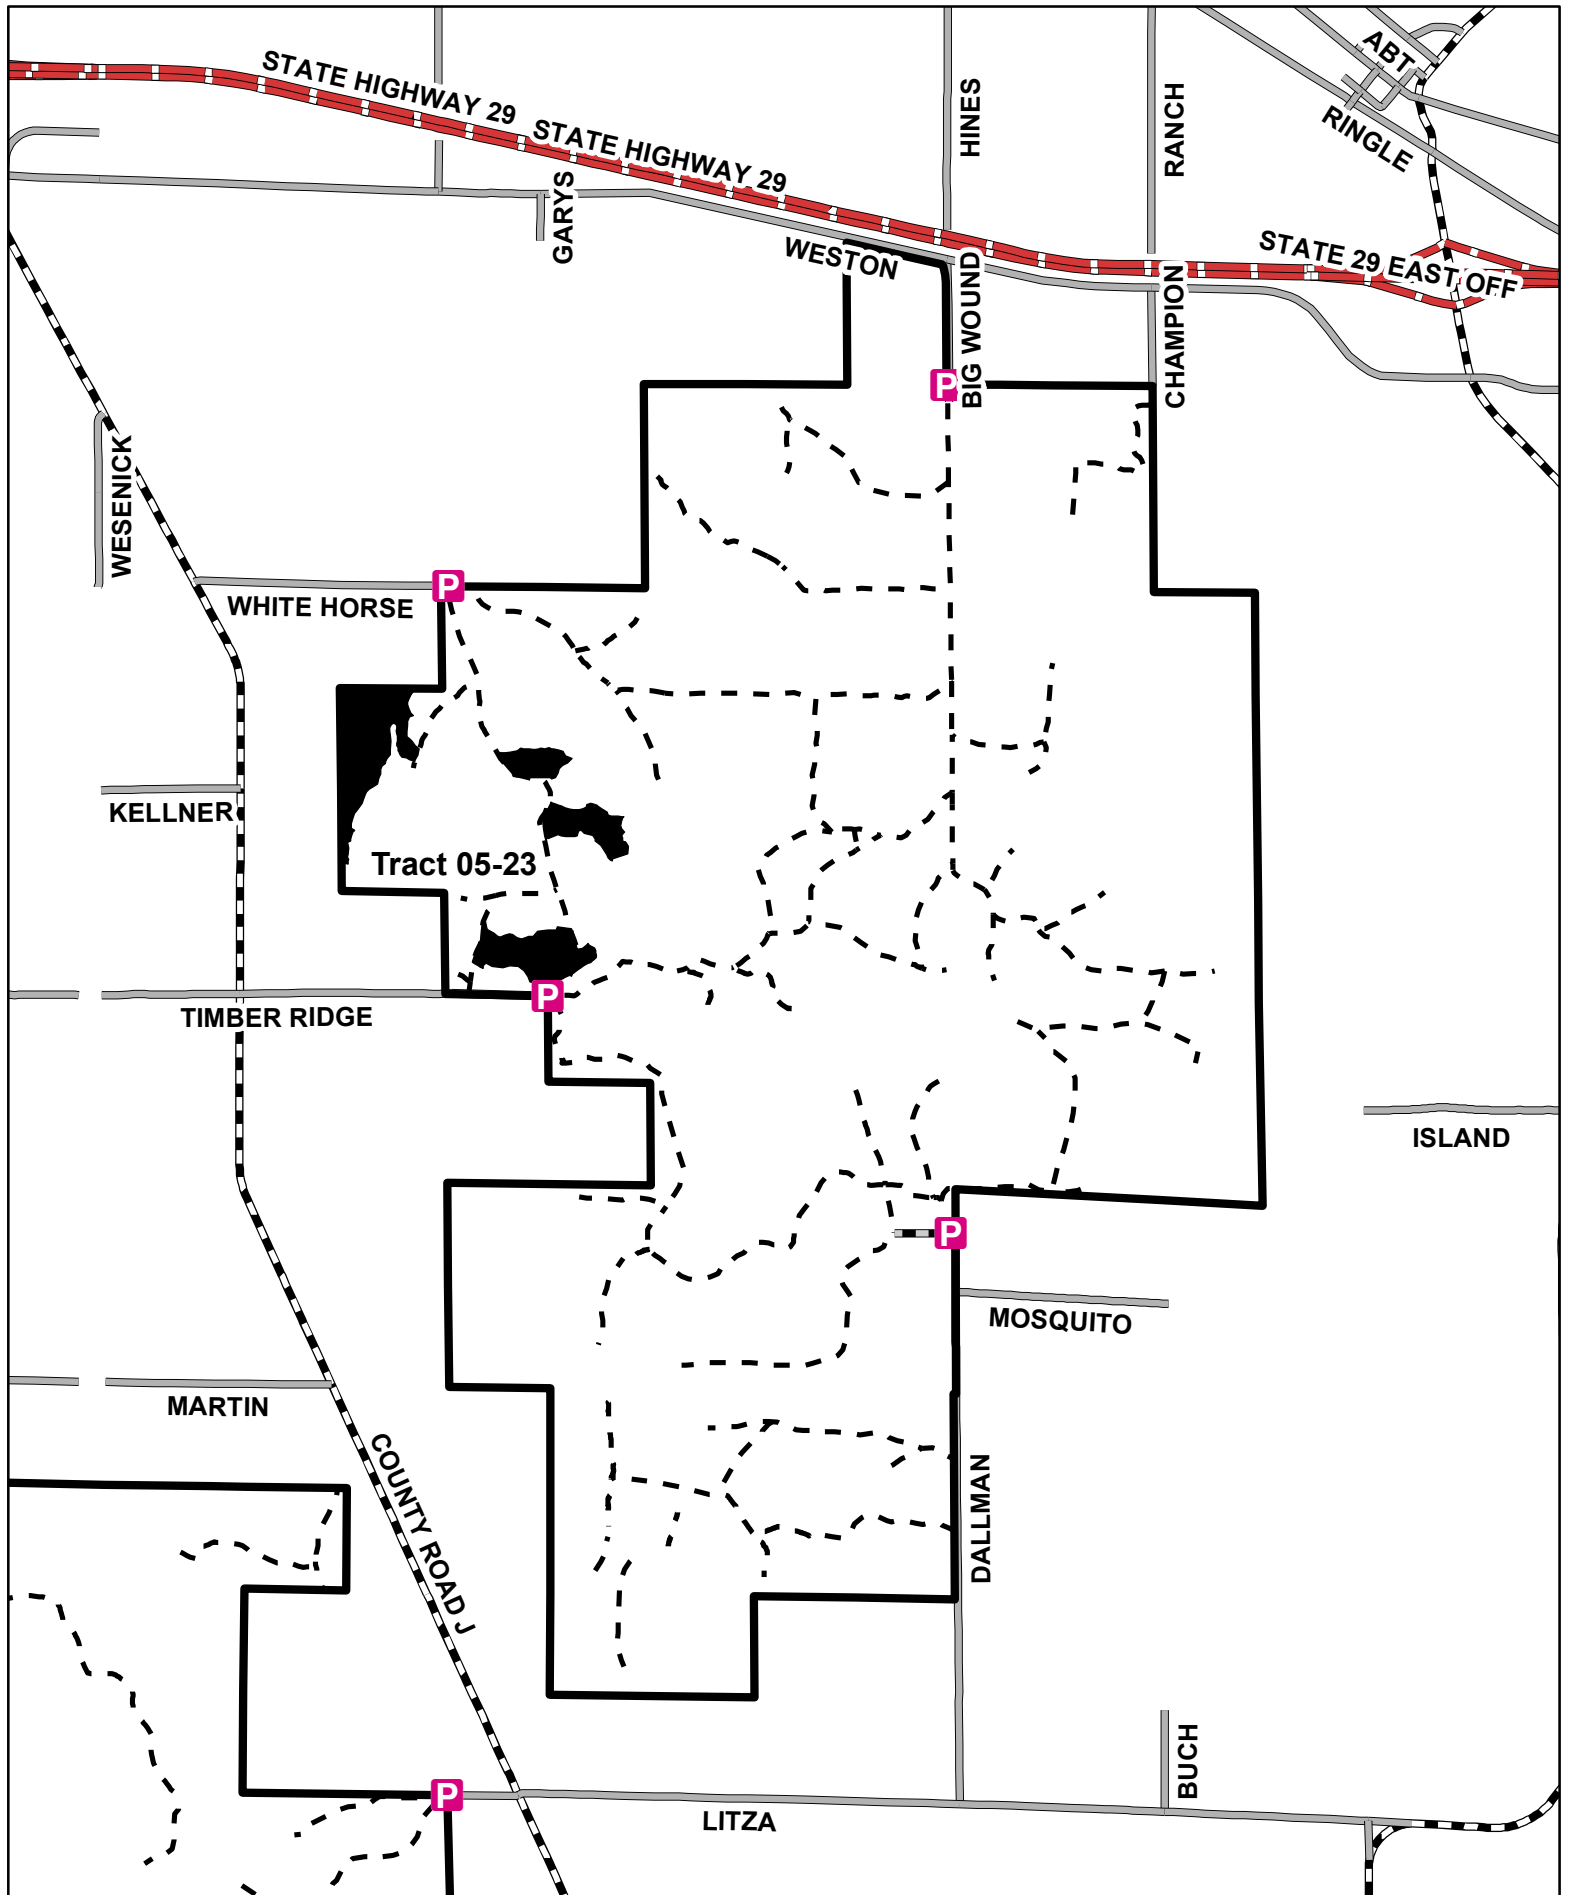 ABT
STATE HIGHWAY 29
STATE HIGHWAY 29
HINES
RANCH
RINGLE
GARYS
WESTON
STATE 29 EAST OFF
BIG WOUND
CHAMPION
P
WESENICK
P
WHITE HORSE
KELLNER
Tract 05-23
P
TIMBER RIDGE
ISLAND
P
MOSQUITO
MARTIN
COUNTY ROAD J
DALLMAN
BUCH
P
LITZA